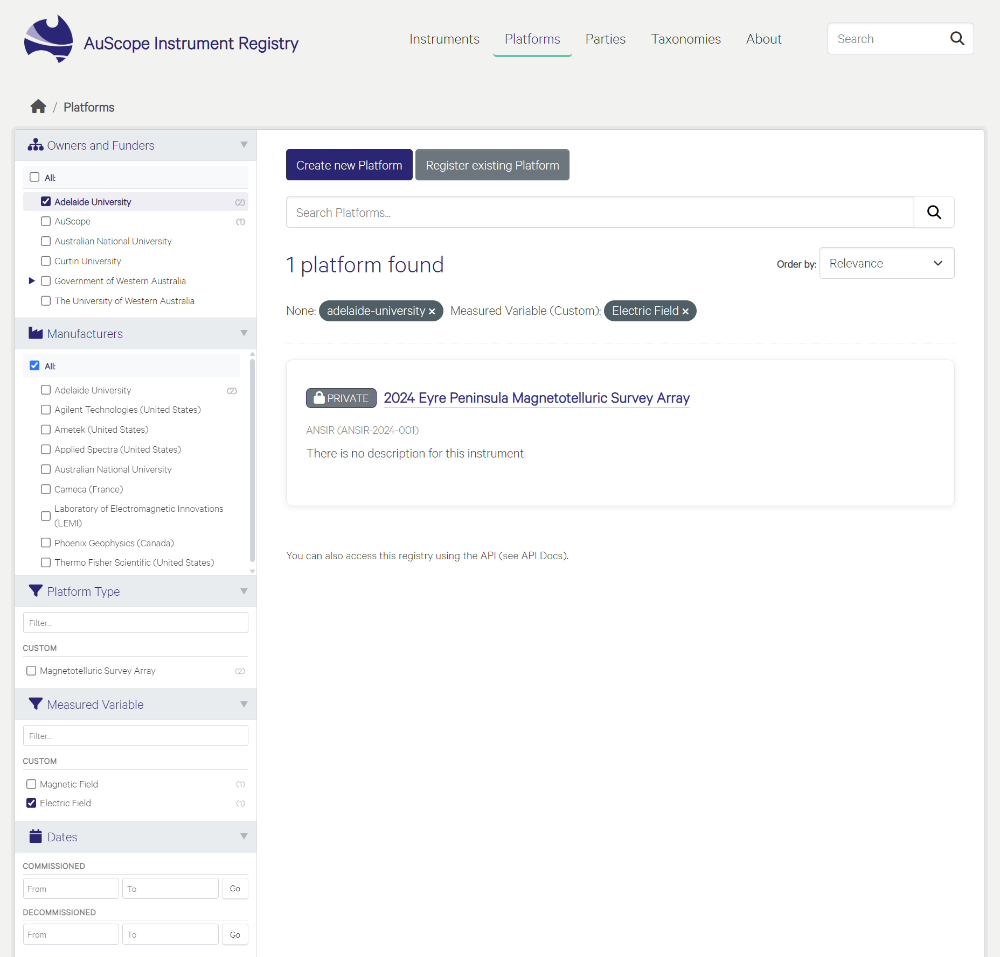 AuScope Instrument Registry
Instruments
Platforms
Parties
Taxonomies
About
Search
/ Platforms
Owners and Funders
All:
Adelaide University (2)
AuScope (1)
Australian National University
Curtin University
Government of Western Australia
The University of Western Australia
Manufacturers
All:
Adelaide University (2)
Agilent Technologies (United States)
Ametek (United States)
Applied Spectra (United States)
Australian National University
Cameca (France)
Laboratory of Electromagnetic Innovations
(LEMI)
Phoenix Geophysics (Canada)
Thermo Fisher Scientific (United States)
Platform Type
Filter...
CUSTOM
Magnetotelluric Survey Array (2)
Measured Variable
Filter...
CUSTOM
Magnetic Field (1)
Electric Field (1)
Dates
COMMISSIONED
From To Go
DECOMMISSIONED
From To Go
Create new Platform
Register existing Platform
Search Platforms...
1 platform found
Order by: Relevance
None: adelaide-university × Measured Variable (Custom): Electric Field ×
PRIVATE 2024 Eyre Peninsula Magnetotelluric Survey Array
ANSIR (ANSIR-2024-001)
There is no description for this instrument
You can also access this registry using the API (see API Docs).